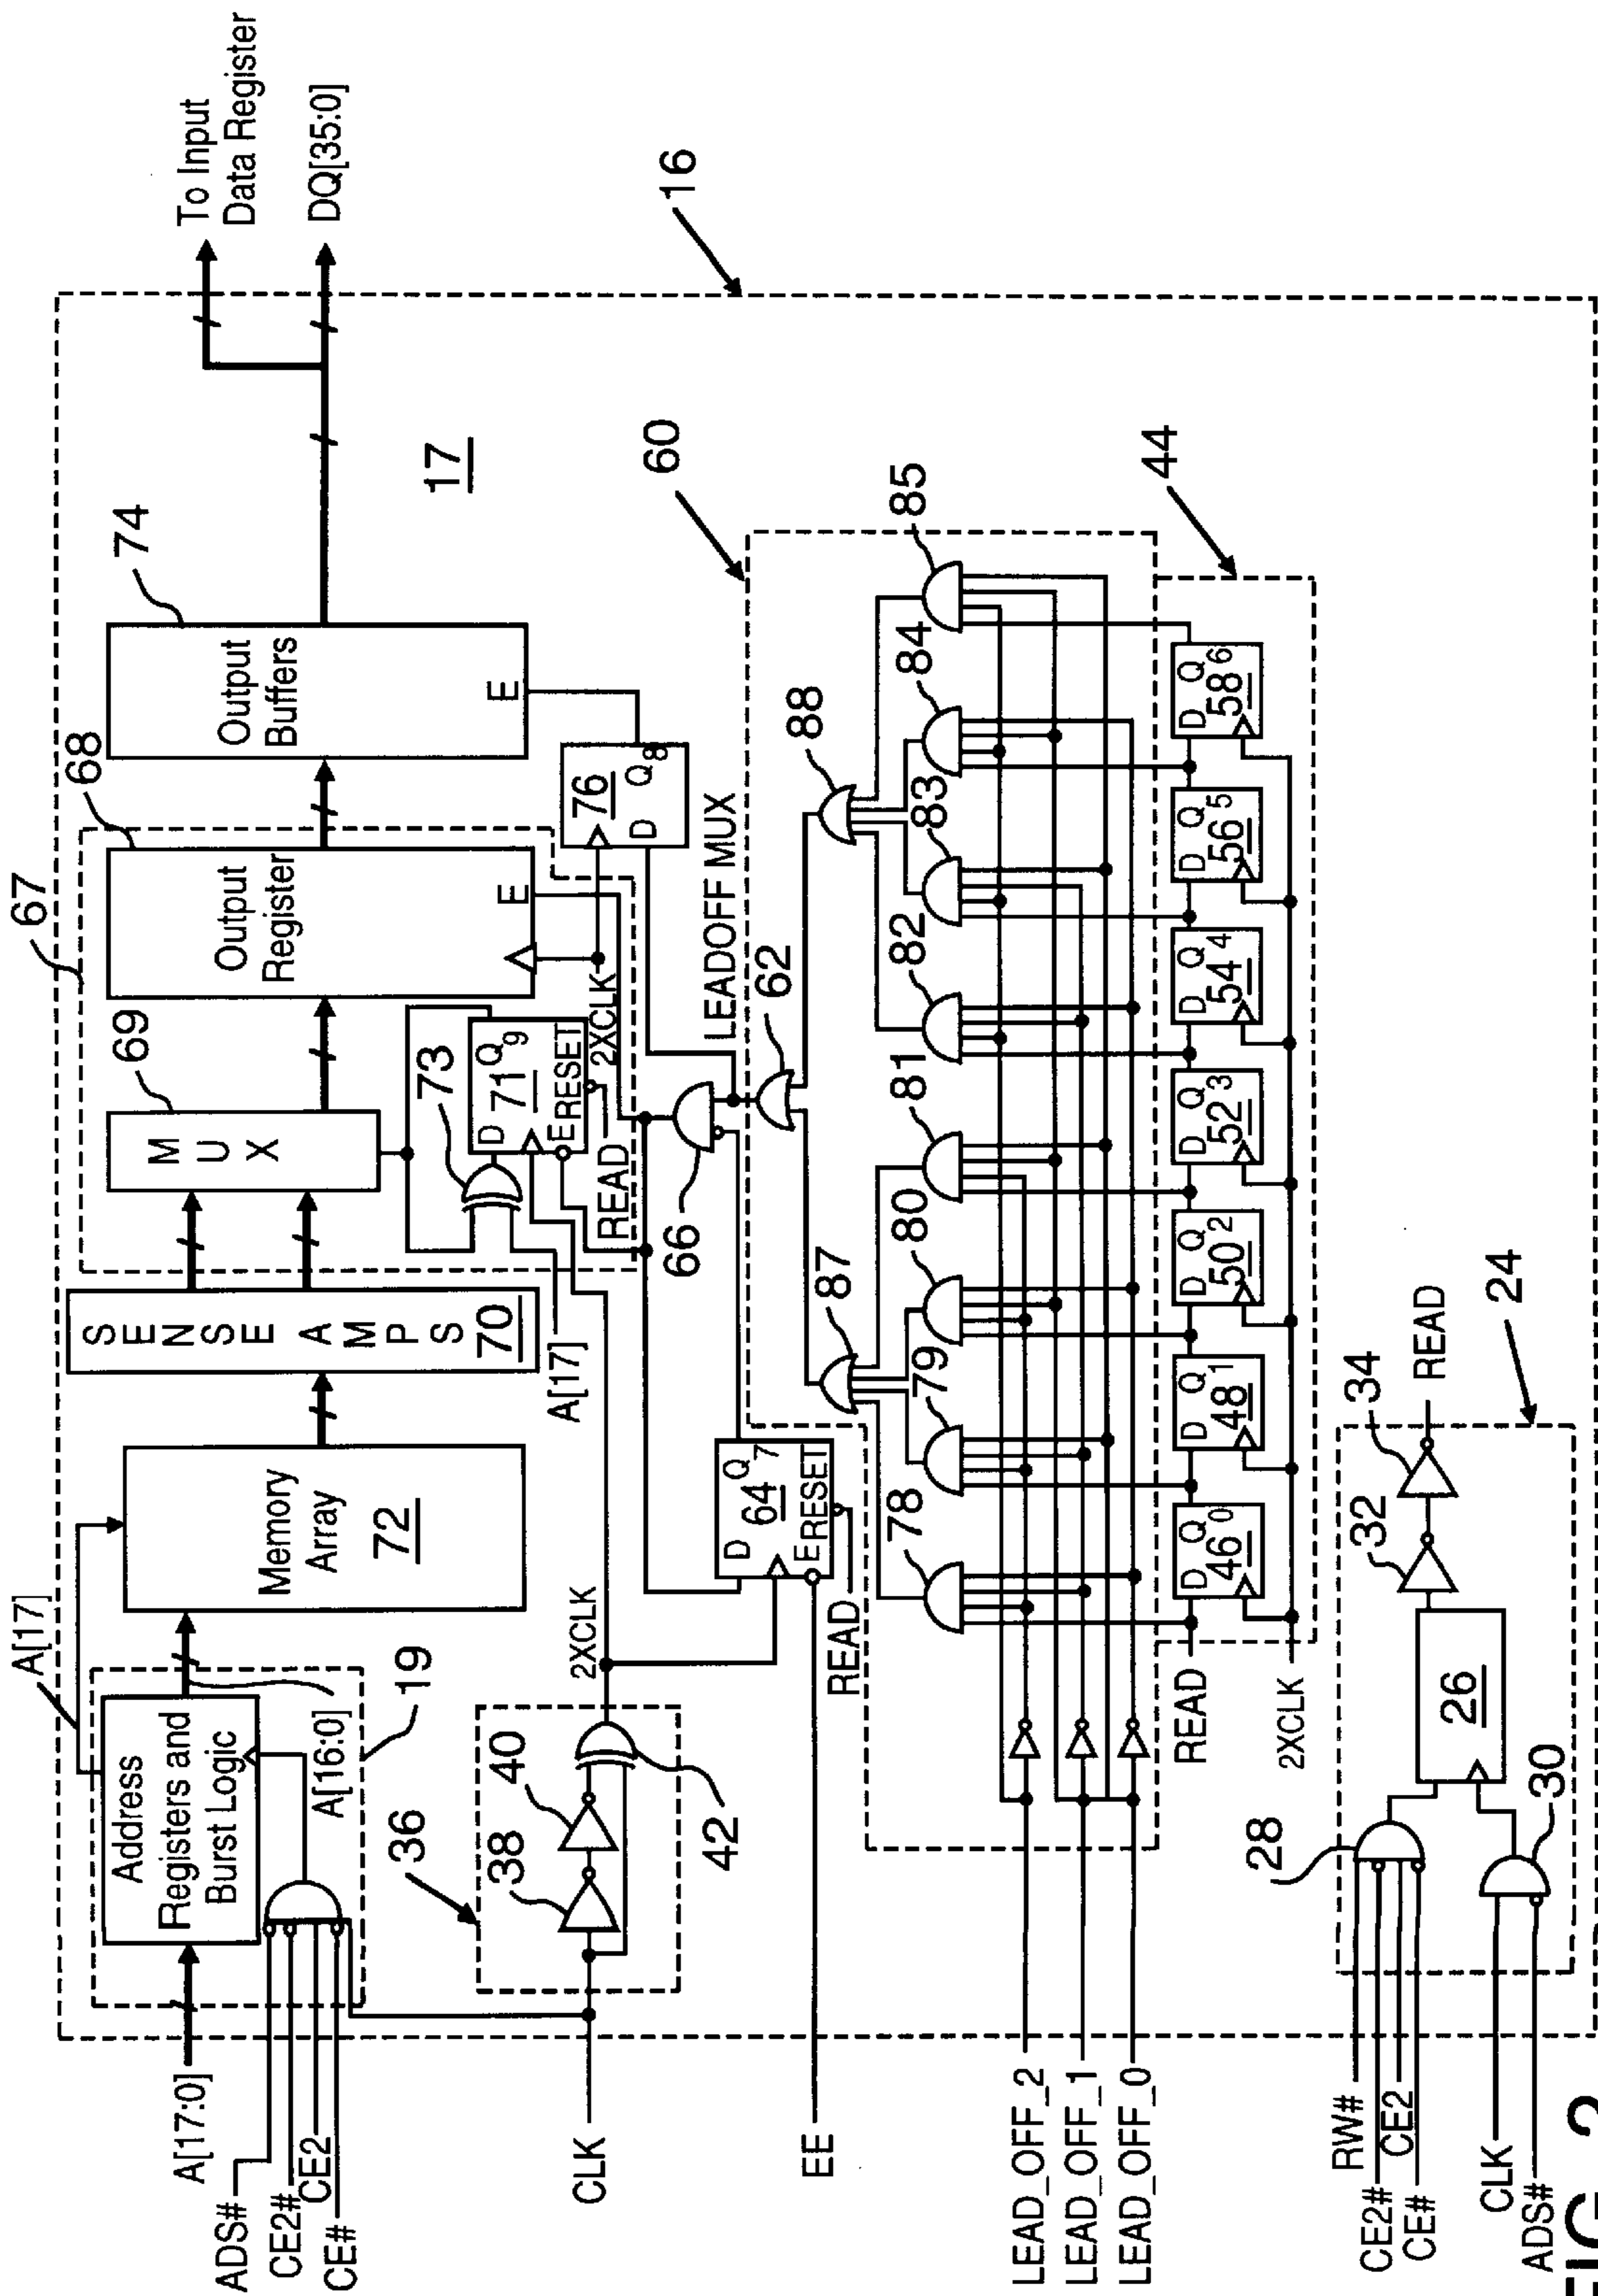 To Input
Data Register
DQ[35:0]
16
17
74
Output
Buffers
E
68
67
Output
Register
E
69
M
U
X
73
D Q
71 9
E RESET
READ
2XCLK
76
D Q
8
SENSE AMPS
70
A[17]
Memory
Array
72
A[17]
Address
Registers and
Burst Logic
A[16:0]
19
A[17:0]
ADS#
CE2#
CE2
CE#
36
38
40
42
2XCLK
CLK
EE
D Q
64 7
E RESET
READ
66
LEADOFF MUX
60
62
87
88
78
79
80
81
82
83
84
85
LEAD_OFF_2
LEAD_OFF_1
LEAD_OFF_0
READ
2XCLK
44
D Q
46 0
D Q
48 1
D Q
50 2
D Q
52 3
D Q
54 4
D Q
56 5
D Q
58 6
24
RW#
CE2#
CE2
CE#
CLK
ADS#
28
30
26
32
34
READ
FIG. 2